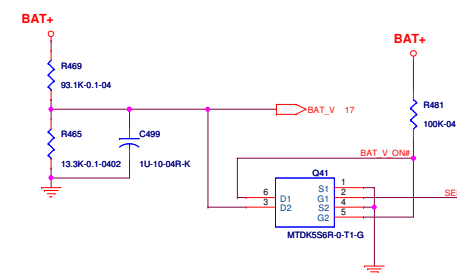 BAT+
BAT+
R469
93.1K-0.1-04
R481
100K-04
BAT_V 17
R465
13.3K-0.1-0402
C499
1U-10-04R-K
BAT_V_ON#
Q41
6 D1 S1 1
3 D2 G1 2
S2 4
G2 5
SE
MTDK5S6R-0-T1-G